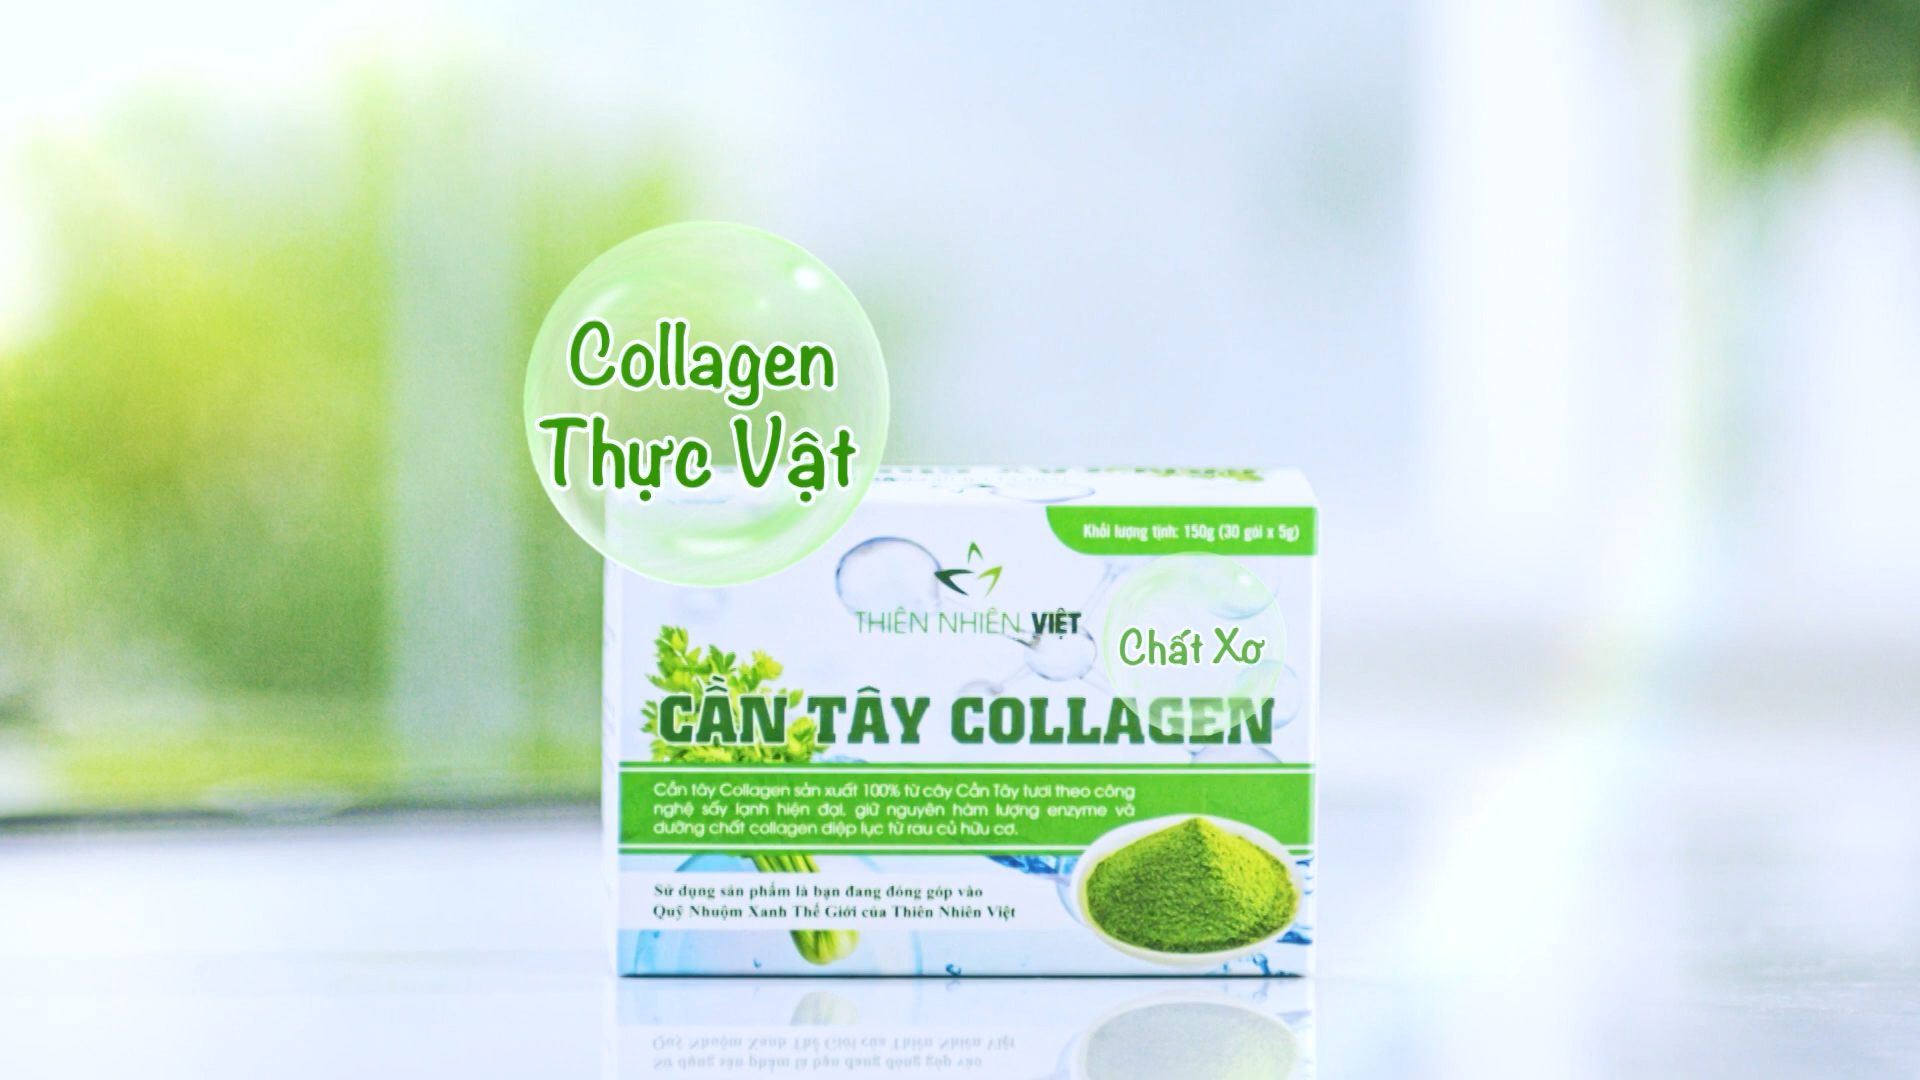 Collagen
Thực Vật
Khối lượng tịnh: 150g (30 gói x 5g)
THIÊN NHIÊN VIỆT
Chất Xơ
CẦN TÂY COLLAGEN
Cần tây Collagen sản xuất 100% từ cây Cần Tây tươi theo công
nghệ sấy lạnh hiện đại, giữ nguyên hàm lượng enzyme và
dưỡng chất collagen diệp lục từ rau củ hữu cơ.
Sử dụng sản phẩm là bạn đang đóng góp vào
Quỹ Nhuộm Xanh Thế Giới của Thiên Nhiên Việt